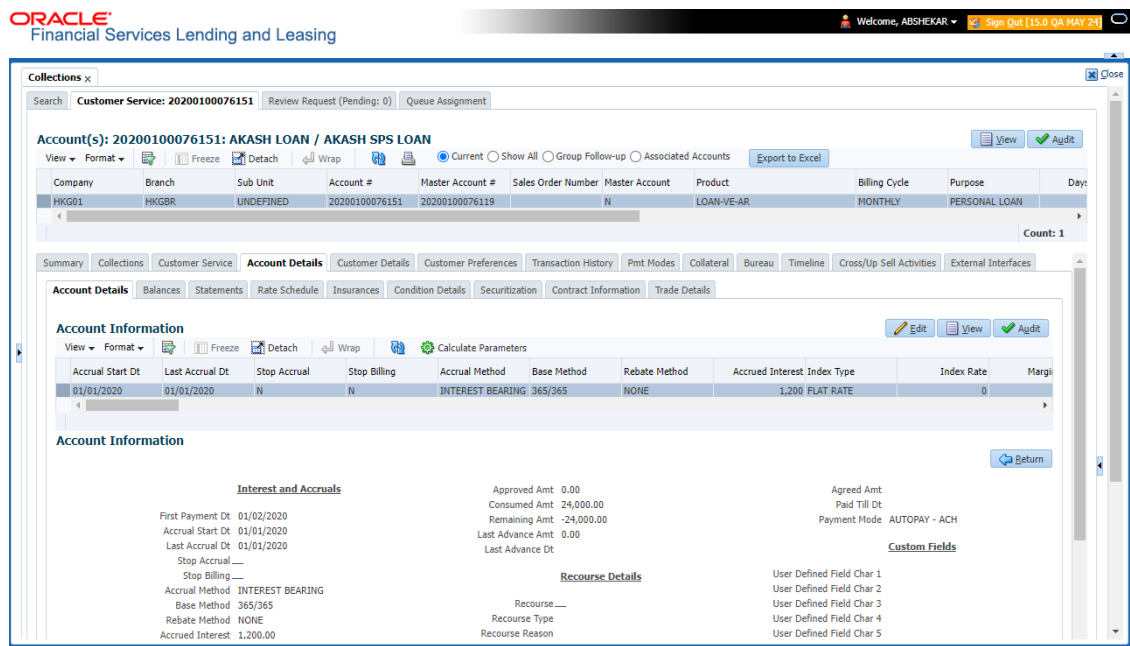 ORACLE
Financial Services Lending and Leasing
Welcome, ABSHEKAR
Sign Out [15.0 QA MAY 24]
Collections ×
Close
Search Customer Service: 20200100076151 Review Request (Pending: 0) Queue Assignment
Account(s): 20200100076151: AKASH LOAN / AKASH SPS LOAN
View Audit
View Format Freeze Detach Wrap Current Show All Group Follow-up Associated Accounts Export to Excel
Company Branch Sub Unit Account # Master Account # Sales Order Number Master Account Product Billing Cycle Purpose Days
HKG01 HKGBR UNDEFINED 20200100076151 20200100076119 N LOAN-VE-AR MONTHLY PERSONAL LOAN
Count: 1
Summary Collections Customer Service Account Details Customer Details Customer Preferences Transaction History Pmt Modes Collateral Bureau Timeline Cross/Up Sell Activities External Interfaces
Account Details Balances Statements Rate Schedule Insurances Condition Details Securitization Contract Information Trade Details
Account Information
Edit View Audit
View Format Freeze Detach Wrap Calculate Parameters
Accrual Start Dt Last Accrual Dt Stop Accrual Stop Billing Accrual Method Base Method Rebate Method Accrued Interest Index Type Index Rate Margi
01/01/2020 01/01/2020 N N INTEREST BEARING 365/365 NONE 1,200 FLAT RATE 0
Account Information
Return
Interest and Accruals
First Payment Dt 01/02/2020
Accrual Start Dt 01/01/2020
Last Accrual Dt 01/01/2020
Stop Accrual
Stop Billing
Accrual Method INTEREST BEARING
Base Method 365/365
Rebate Method NONE
Accrued Interest 1,200.00
Approved Amt 0.00
Consumed Amt 24,000.00
Remaining Amt -24,000.00
Last Advance Amt 0.00
Last Advance Dt
Recourse Details
Recourse
Recourse Type
Recourse Reason
Agreed Amt
Paid Till Dt
Payment Mode AUTOPAY - ACH
Custom Fields
User Defined Field Char 1
User Defined Field Char 2
User Defined Field Char 3
User Defined Field Char 4
User Defined Field Char 5